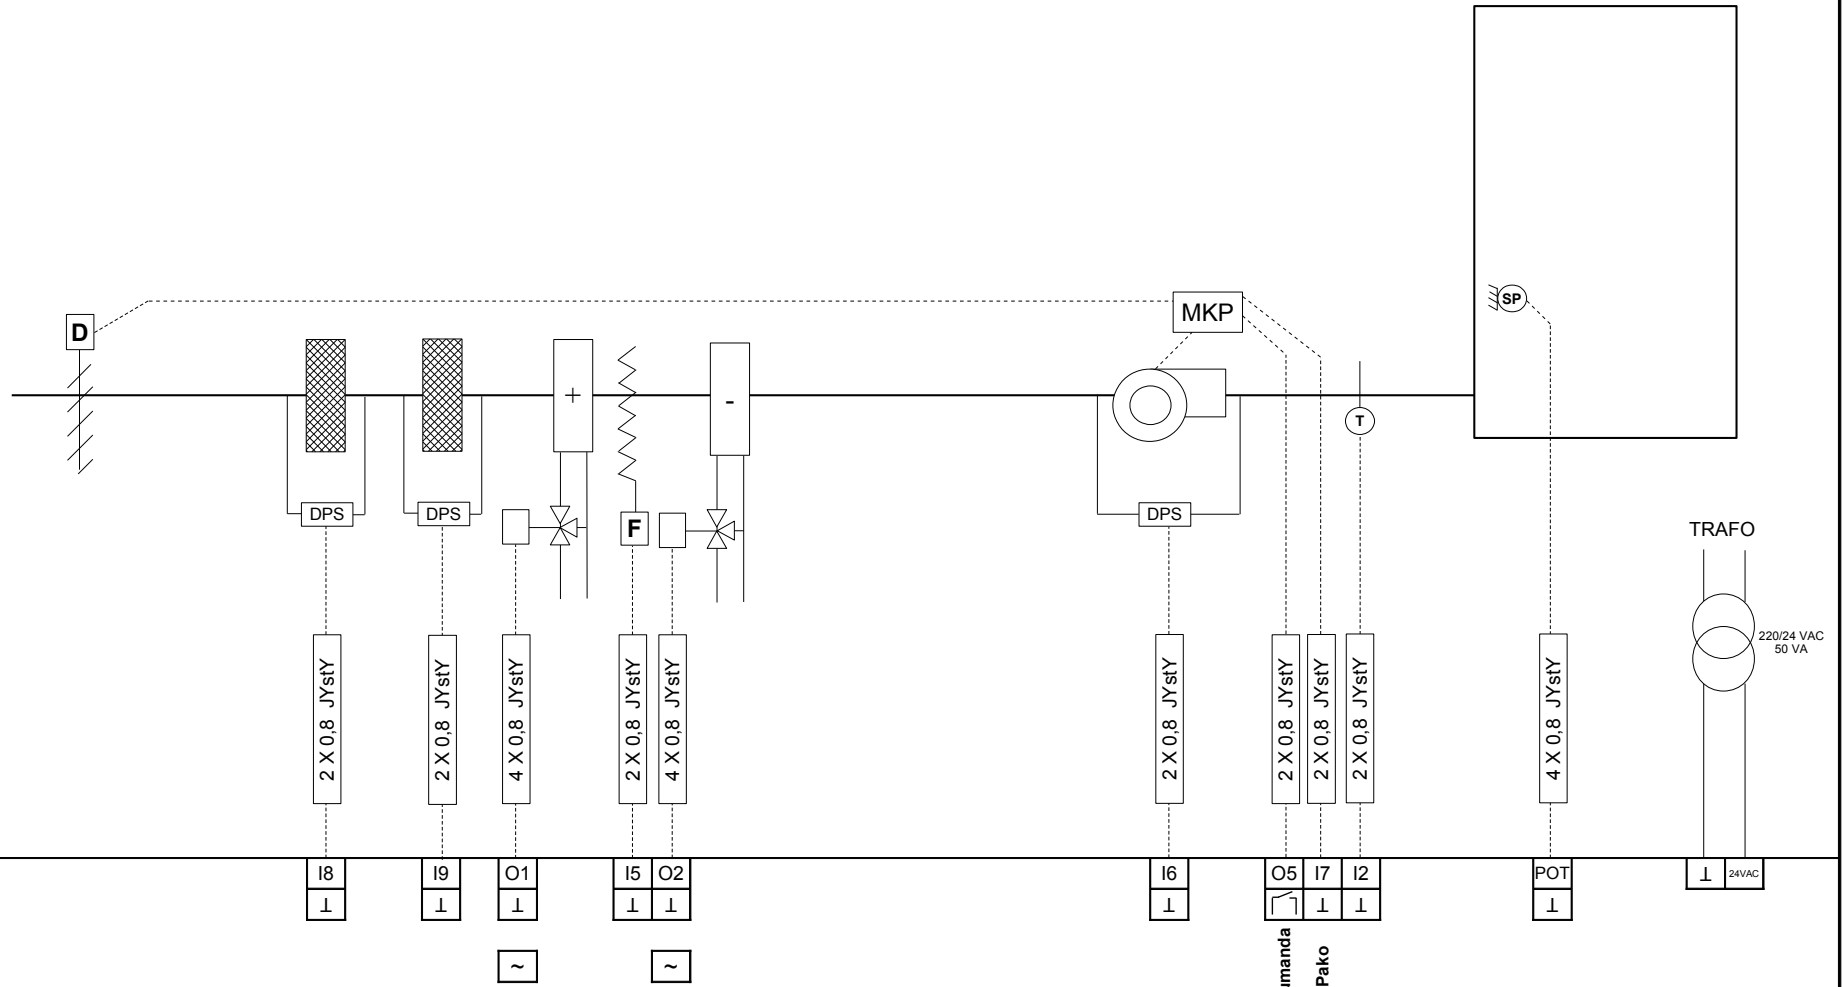 SP
MKP
D
+
-
T
DPS
DPS
DPS
F
TRAFO
220/24 VAC
50 VA
2 X 0,8 JYstY
2 X 0,8 JYstY
4 X 0,8 JYstY
2 X 0,8 JYstY
4 X 0,8 JYstY
2 X 0,8 JYstY
2 X 0,8 JYstY
2 X 0,8 JYstY
2 X 0,8 JYstY
4 X 0,8 JYstY
I8
I9
O1
I5
O2
I6
O5
I7
I2
POT
⊥
24VAC
⊥
⊥
⊥
⊥
⊥
⊥
⊥
⊥
⊥
~
~
umanda
Pako